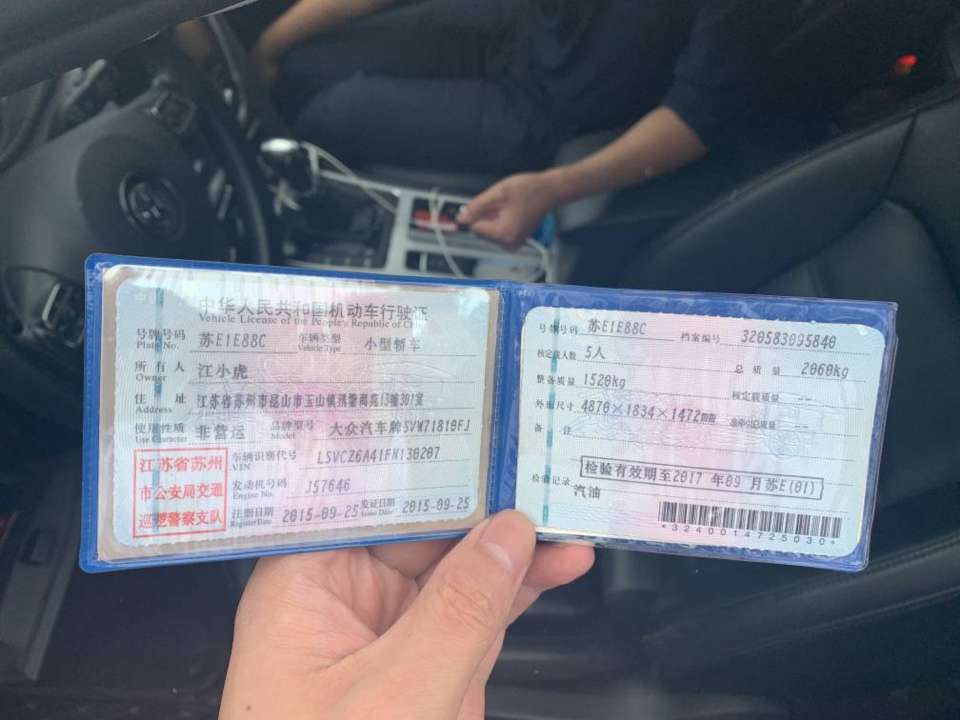 中华人民共和国机动车行驶证
Vehicle License of the People's Republic of China
号牌号码 苏E1E88C 车辆类型 小型轿车
Plate No. Vehicle Type
所有人 江小虎
Owner
住址 江苏省苏州市昆山市玉山镇
Address
使用性质 非营运 品牌型号 大众汽车牌SVW71810FJ
Use Character Model
江苏省苏州
市公安局交通
巡逻警察支队
车辆识别代号 LSVCZ6A41FN130207
VIN
发动机号码 J57646
Engine No.
注册日期 2015-09-25 发证日期 2015-09-25
Register Date Issue Date
号牌号码 苏E1E88C 档案编号 320583095840
核定载人数 5人 总质量 2060kg
整备质量 1520kg 核定载质量 --
外廓尺寸 4870×1834×1472 --
备注
检验记录 检验有效期至2017 年09 月苏E(01)
汽油
*3240014725030*